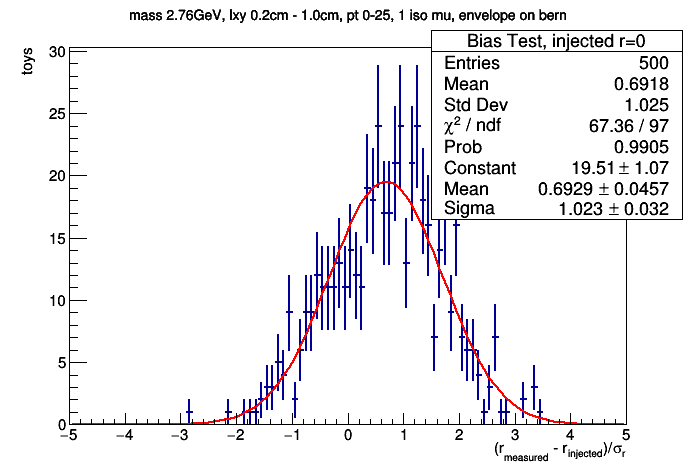 mass 2.76GeV, lxy 0.2cm - 1.0cm, pt 0-25, 1 iso mu, envelope on bern
Bias Test, injected r=0
Entries 500
Mean 0.6918
Std Dev 1.025
χ² / ndf 67.36 / 97
Prob 0.9905
Constant 19.51 ± 1.07
Mean 0.6929 ± 0.0457
Sigma 1.023 ± 0.032
toys
30
25
20
15
10
5
0
−5 −4 −3 −2 −1 0 1 2 3 4 5
(r_measured - r_injected)/σ_r